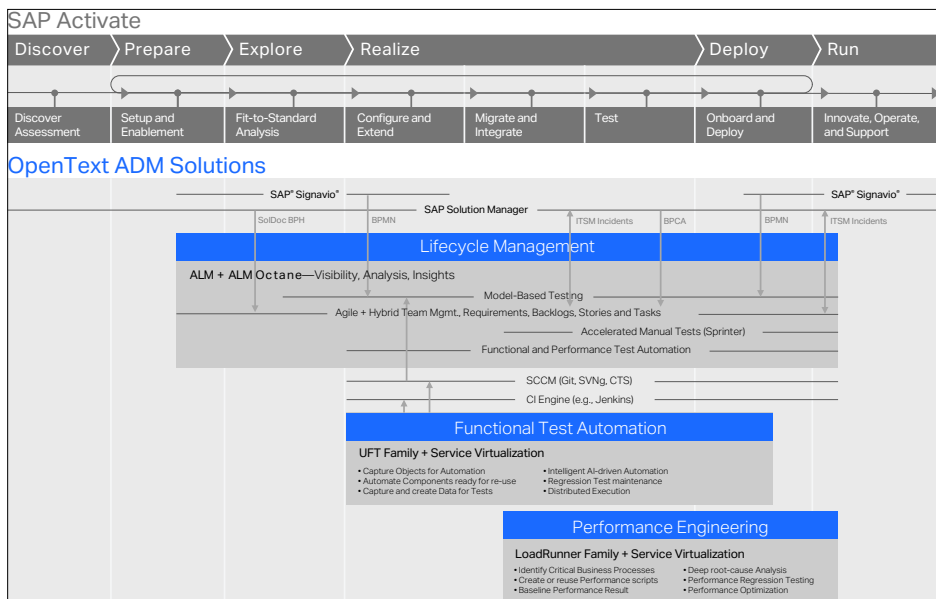 SAP Activate
Discover
Prepare
Explore
Realize
Deploy
Run
Discover
Assessment
Setup and
Enablement
Fit-to-Standard
Analysis
Configure and
Extend
Migrate and
Integrate
Test
Onboard and
Deploy
Innovate, Operate,
and Support
OpenText ADM Solutions
SAP® Signavio®
SAP® Signavio®
SAP Solution Manager
SolDoc BPH
BPMN
ITSM Incidents
BPCA
BPMN
ITSM Incidents
Lifecycle Management
ALM + ALM Octane—Visibility, Analysis, Insights
Model-Based Testing
Agile + Hybrid Team Mgmt., Requirements, Backlogs, Stories and Tasks
Accelerated Manual Tests (Sprinter)
Functional and Performance Test Automation
SCCM (Git, SVNg, CTS)
CI Engine (e.g., Jenkins)
Functional Test Automation
UFT Family + Service Virtualization
• Capture Objects for Automation
• Automate Components ready for re-use
• Capture and create Data for Tests
• Intelligent AI-driven Automation
• Regression Test maintenance
• Distributed Execution
Performance Engineering
LoadRunner Family + Service Virtualization
• Identify Critical Business Processes
• Create or reuse Performance scripts
• Baseline Performance Result
• Deep root-cause Analysis
• Performance Regression Testing
• Performance Optimization